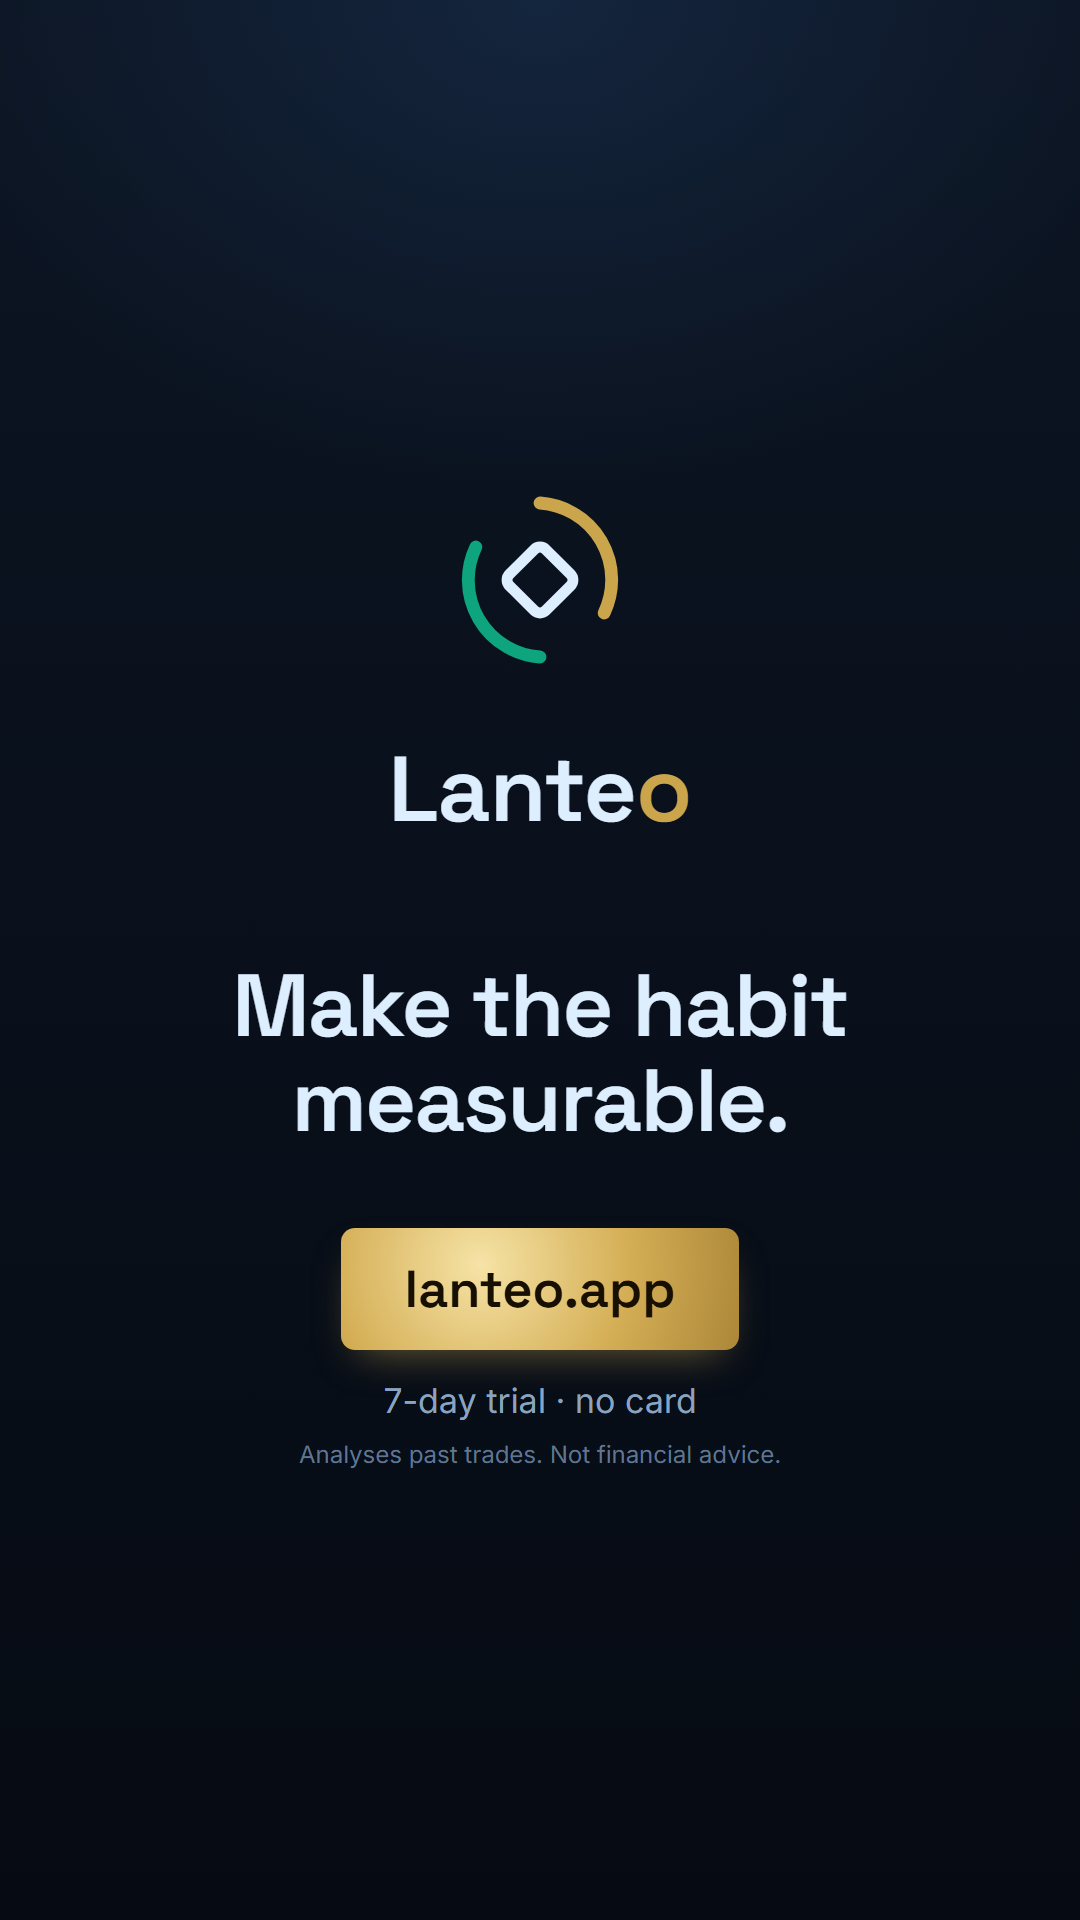 Lanteo
Make the habit
measurable.
lanteo.app
7-day trial · no card
Analyses past trades. Not financial advice.